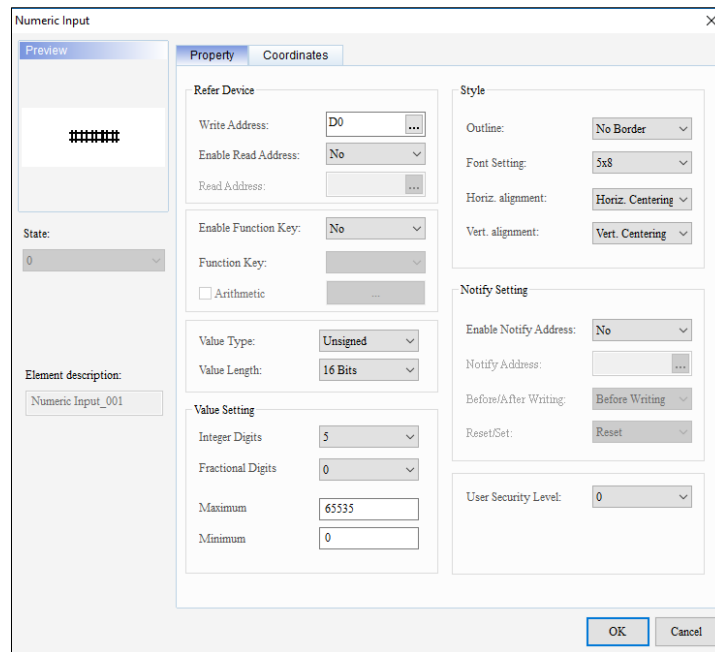 Numeric Input
Preview
#########
State:
0
Element description:
Numeric Input_001
Property Coordinates
Refer Device
Write Address: D0 ...
Enable Read Address: No
Read Address: ...
Enable Function Key: No
Function Key:
Arithmetic ...
Value Type: Unsigned
Value Length: 16 Bits
Value Setting
Integer Digits 5
Fractional Digits 0
Maximum 65535
Minimum 0
Style
Outline: No Border
Font Setting: 5x8
Horiz. alignment: Horiz. Centering
Vert. alignment: Vert. Centering
Notify Setting
Enable Notify Address: No
Notify Address: ...
Before/After Writing: Before Writing
Reset/Set: Reset
User Security Level: 0
OK Cancel